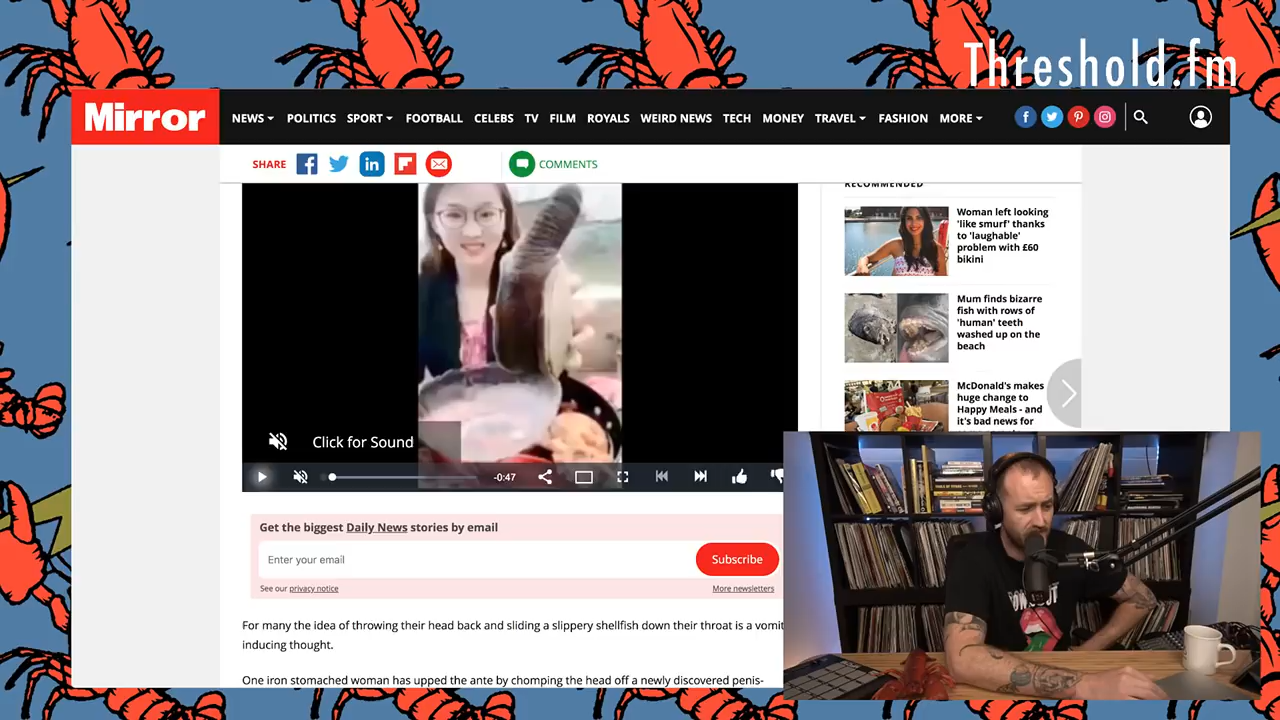 Threshold.fm
Mirror
NEWS POLITICS SPORT FOOTBALL CELEBS TV FILM ROYALS WEIRD NEWS TECH MONEY TRAVEL FASHION MORE
SHARE COMMENTS
RECOMMENDED
Woman left looking
'like smurf' thanks
to 'laughable'
problem with £60
bikini
Mum finds bizarre
fish with rows of
'human' teeth
washed up on the
beach
McDonald's makes
huge change to
Happy Meals - and
it's bad news for
Click for Sound
-0:47
Get the biggest Daily News stories by email
Enter your email
Subscribe
See our privacy notice
More newsletters
For many the idea of throwing their head back and sliding a slippery shellfish down their throat is a vomit
inducing thought.
One iron stomached woman has upped the ante by chomping the head off a newly discovered penis-